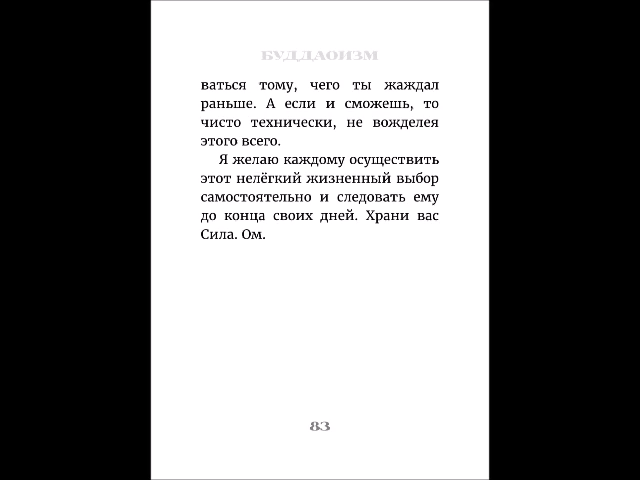 БУДДАОИЗМ
ваться тому, чего ты жаждал
раньше. А если и сможешь, то
чисто технически, не вожделея
этого всего.
Я желаю каждому осуществить
этот нелёгкий жизненный выбор
самостоятельно и следовать ему
до конца своих дней. Храни вас
Сила. Ом.
83